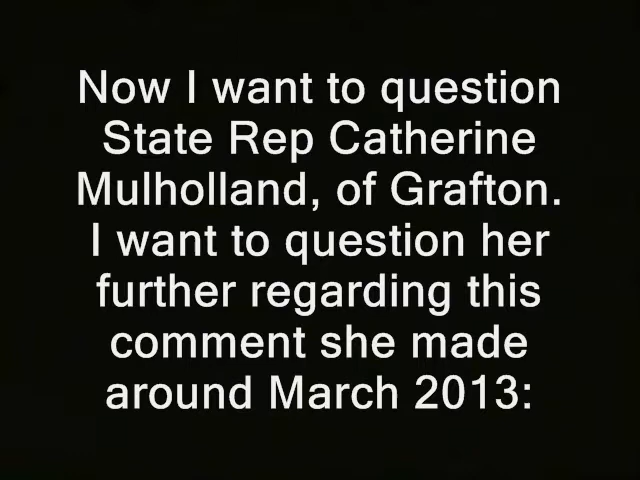 Now I want to question
State Rep Catherine
Mulholland, of Grafton.
I want to question her
further regarding this
comment she made
around March 2013: